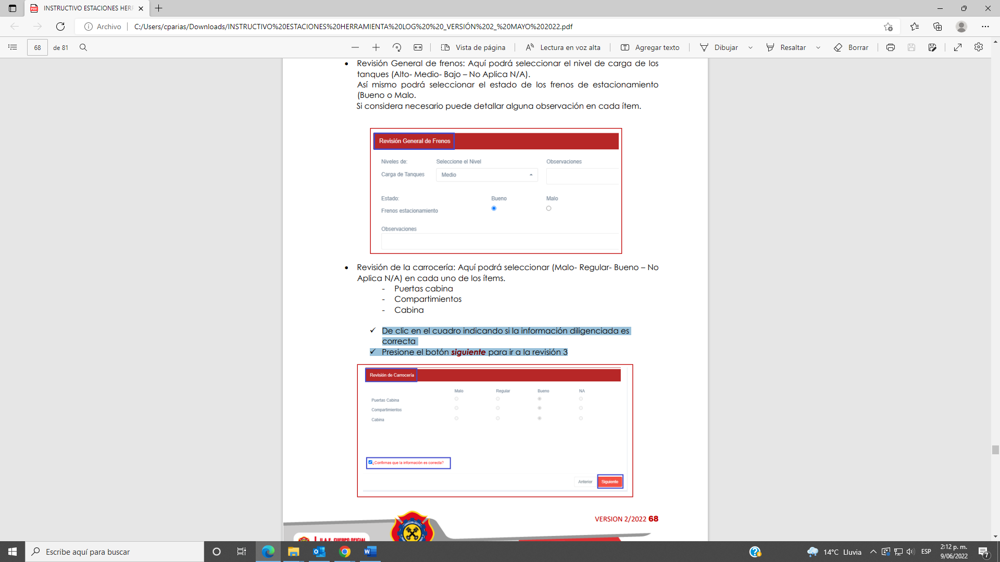 INSTRUCTIVO ESTACIONES HERR
Archivo
C:/Users/cparias/Downloads/INSTRUCTIVO%20ESTACIONES%20HERRAMIENTA%20LOG%20%20_VERSIÓN%202_%20MAYO%202022.pdf
68 de 81
Vista de página
Lectura en voz alta
Agregar texto
Dibujar
Resaltar
Borrar
• Revisión General de frenos: Aquí podrá seleccionar el nivel de carga de los
tanques (Alto- Medio- Bajo – No Aplica N/A).
Así mismo podrá seleccionar el estado de los frenos de estacionamiento
(Bueno o Malo.
Si considera necesario puede detallar alguna observación en cada ítem.
Revisión General de Frenos
Niveles de: Seleccione el Nivel Observaciones
Carga de Tanques Medio
Estado: Bueno Malo
Frenos estacionamiento
Observaciones
• Revisión de la carrocería: Aquí podrá seleccionar (Malo- Regular- Bueno – No
Aplica N/A) en cada uno de los ítems.
- Puertas cabina
- Compartimientos
- Cabina
✓ De clic en el cuadro indicando si la información diligenciada es
correcta
✓ Presione el botón siguiente para ir a la revisión 3
Revisión de Carrocería
Malo Regular Bueno NA
Puertas Cabina
Compartimientos
Cabina
¿Confirmas que la información es correcta?
Anterior Siguiente
VERSION 2/2022 68
U.A.E. CUERPO OFICIAL
Escribe aquí para buscar
14°C Lluvia
ESP
2:12 p. m.
9/06/2022
7